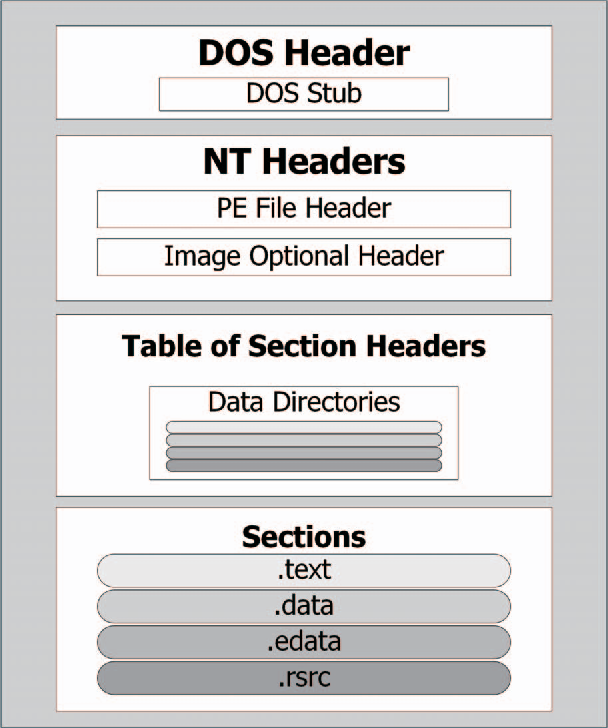 DOS Header
DOS Stub
NT Headers
PE File Header
Image Optional Header
Table of Section Headers
Data Directories
Sections
.text
.data
.edata
.rsrc